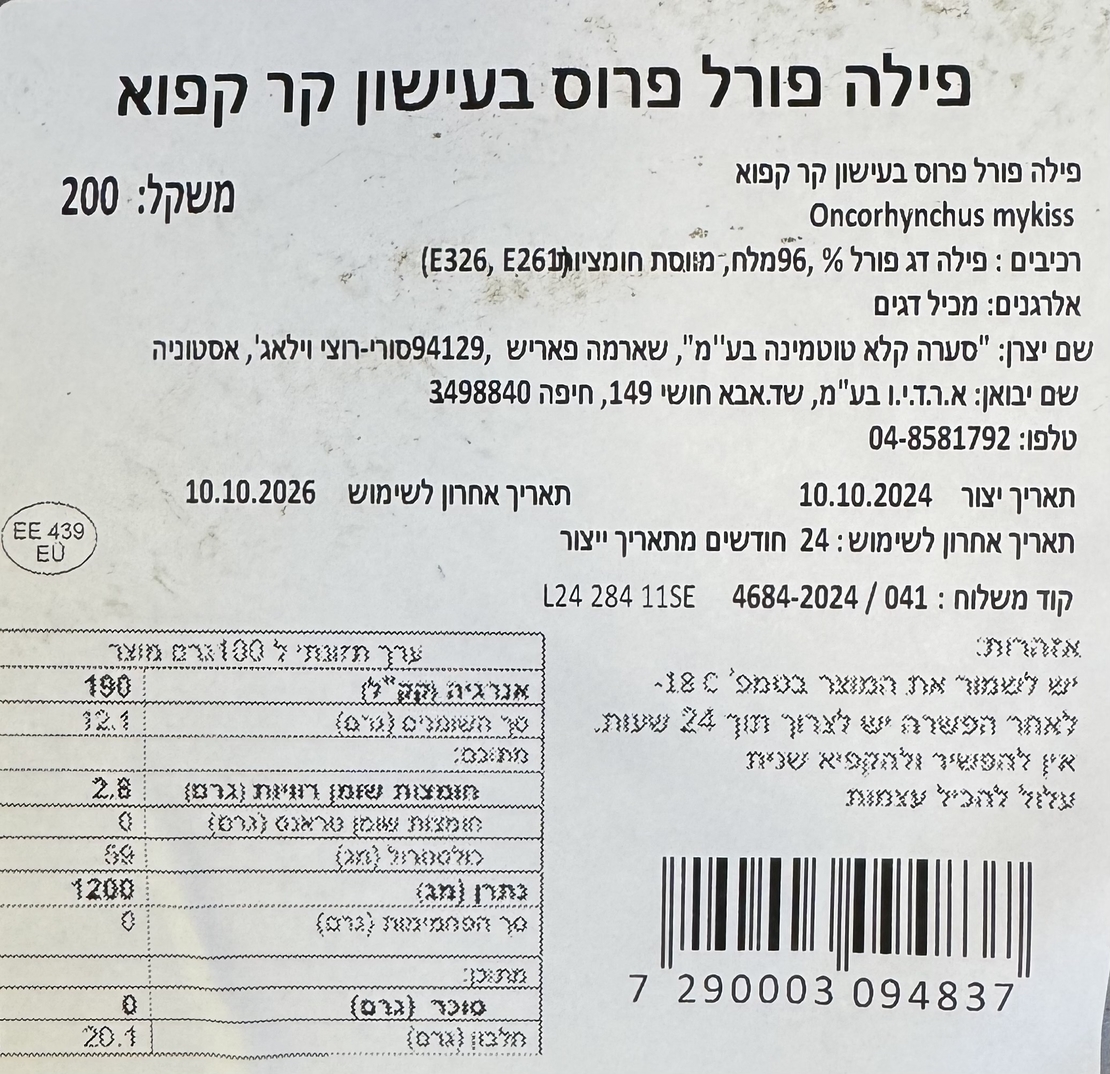 פילה פורל פרוס בעישון קר קפוא
משקל: 200
פילה פורל פרוס בעישון קר קפוא
Oncorhynchus mykiss
רכיבים : פילה דג פורל % ,96מלח, מווסת חומציות(E326, E261)
אלרגנים: מכיל דגים
שם יצרן: "סערה קלא טוטמינה בע''מ", שארמה פאריש ,94129סורי-רוצי וילאג', אסטוניה
שם יבואן: א.ר.ד.י.ו בע"מ, שד.אבא חושי 149, חיפה 3498840
טלפו: 04-8581792
תאריך יצור 10.10.2024 תאריך אחרון לשימוש 10.10.2026
תאריך אחרון לשימוש: 24 חודשים מתאריך ייצור
EE 439
EU
קוד משלוח : 041 / 4684-2024 L24 284 11SE
אזהרות:
יש לשמור את המוצר בטמפ' 18 C-
לאחר הפשרה יש לצרוך תוך 24 שעות.
אין להפשיר ולהקפיא שנית
עלול להכיל עצמות
ערך תזונתי ל 100גרם מוצר
אנרגיה (קק"ל) 190
סך השומנים (גרם) 12.1
מתוכם:
חומצות שומן רוויות (גרם) 2.8
חומצות שומן טראנס (גרם) 0
כולסטרול (מג) 59
נתרן (מג) 1200
סך הפחמימות (גרם) 0
מתוכן:
סוכר (גרם) 0
חלבון (גרם) 20.1
7 290003 094837